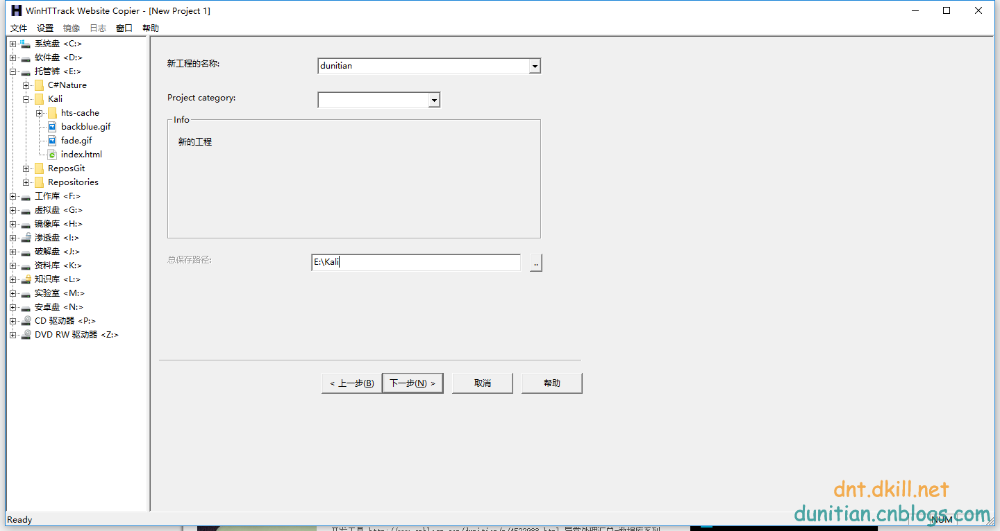 WinHTTrack Website Copier - [New Project 1]
文件 设置 镜像 日志 窗口 帮助
系统盘 <C:>
软件盘 <D:>
托管裤 <E:>
C#Nature
Kali
hts-cache
backblue.gif
fade.gif
index.html
ReposGit
Repositories
工作库 <F:>
虚拟盘 <G:>
镜像库 <H:>
渗透盘 <I:>
破解盘 <J:>
资料库 <K:>
知识库 <L:>
实验室 <M:>
安卓盘 <N:>
CD 驱动器 <P:>
DVD RW 驱动器 <Z:>
新工程的名称:
dunitian
Project category:
Info
新的工程
总保存路径:
E:\Kali
..
< 上一步(B)
下一步(N) >
取消
帮助
dnt.dkill.net
dunitian.cnblogs.com
Ready
NUM